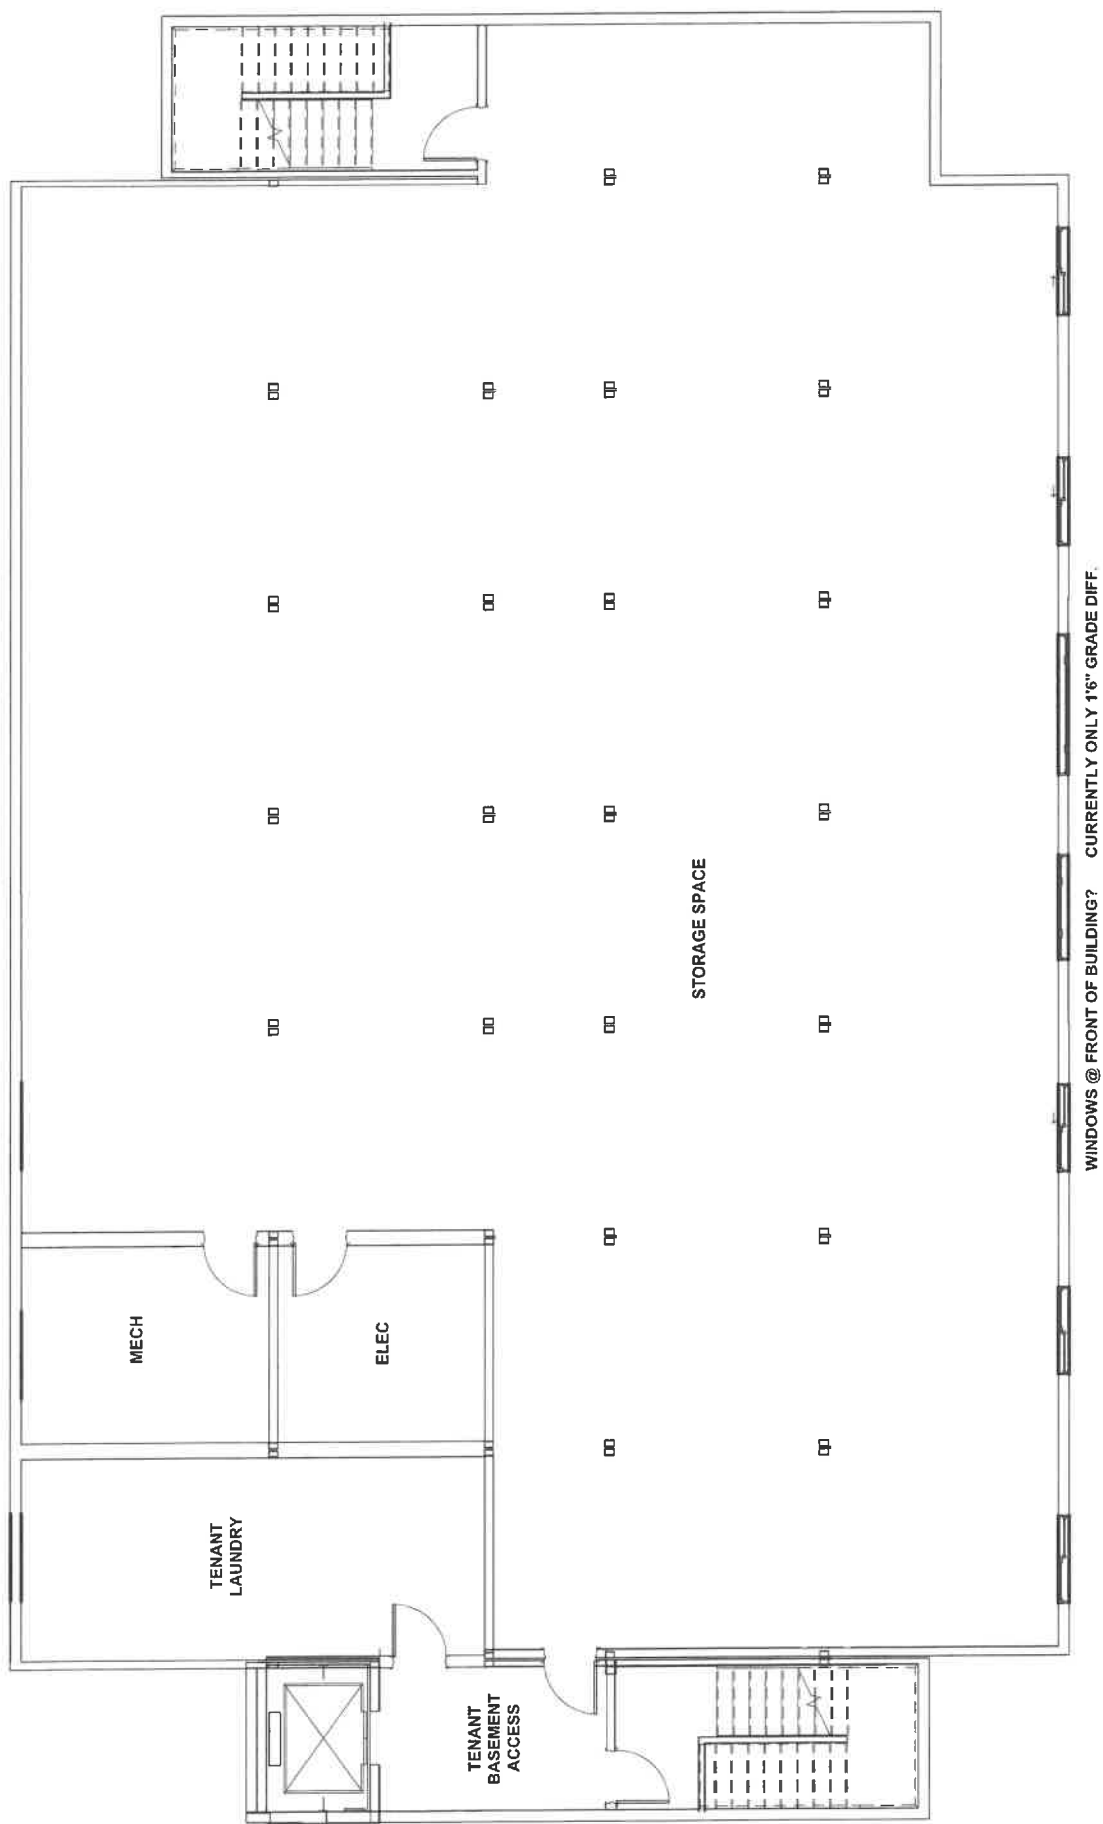 MECH
ELEC
TENANT
LAUNDRY
TENANT
BASEMENT
ACCESS
STORAGE SPACE
WINDOWS @ FRONT OF BUILDING? CURRENTLY ONLY 1'6" GRADE DIFF.